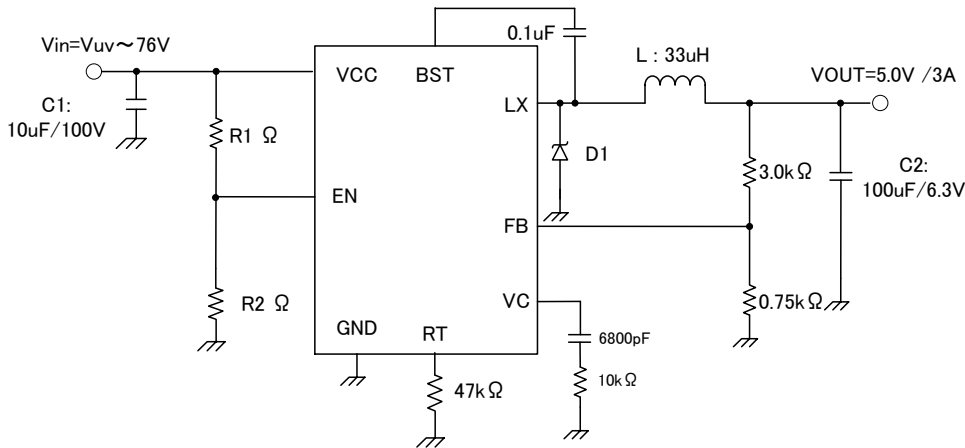 Vin=Vuv～76V
C1:
10uF/100V
R1 Ω
R2 Ω
VCC
BST
LX
EN
FB
VC
GND
RT
0.1uF
L : 33uH
VOUT=5.0V /3A
D1
3.0kΩ
C2:
100uF/6.3V
0.75kΩ
6800pF
10kΩ
47kΩ